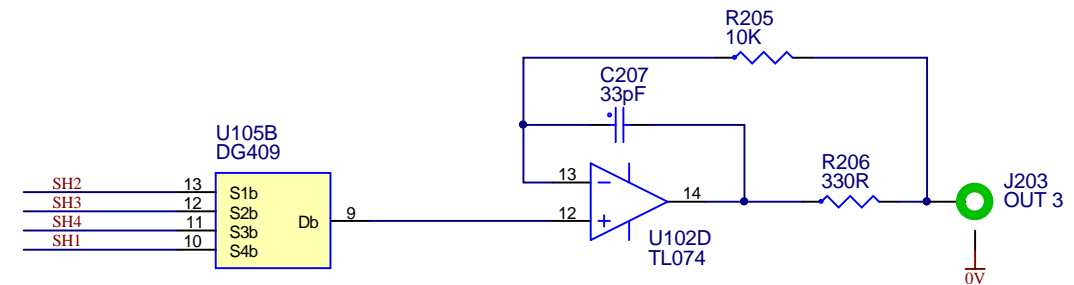 R205
10K
C207
33pF
U105B
DG409
SH2 13 S1b
SH3 12 S2b
SH4 11 S3b
SH1 10 S4b
Db 9
13 −
12 +
14
U102D
TL074
R206
330R
J203
OUT 3
0V